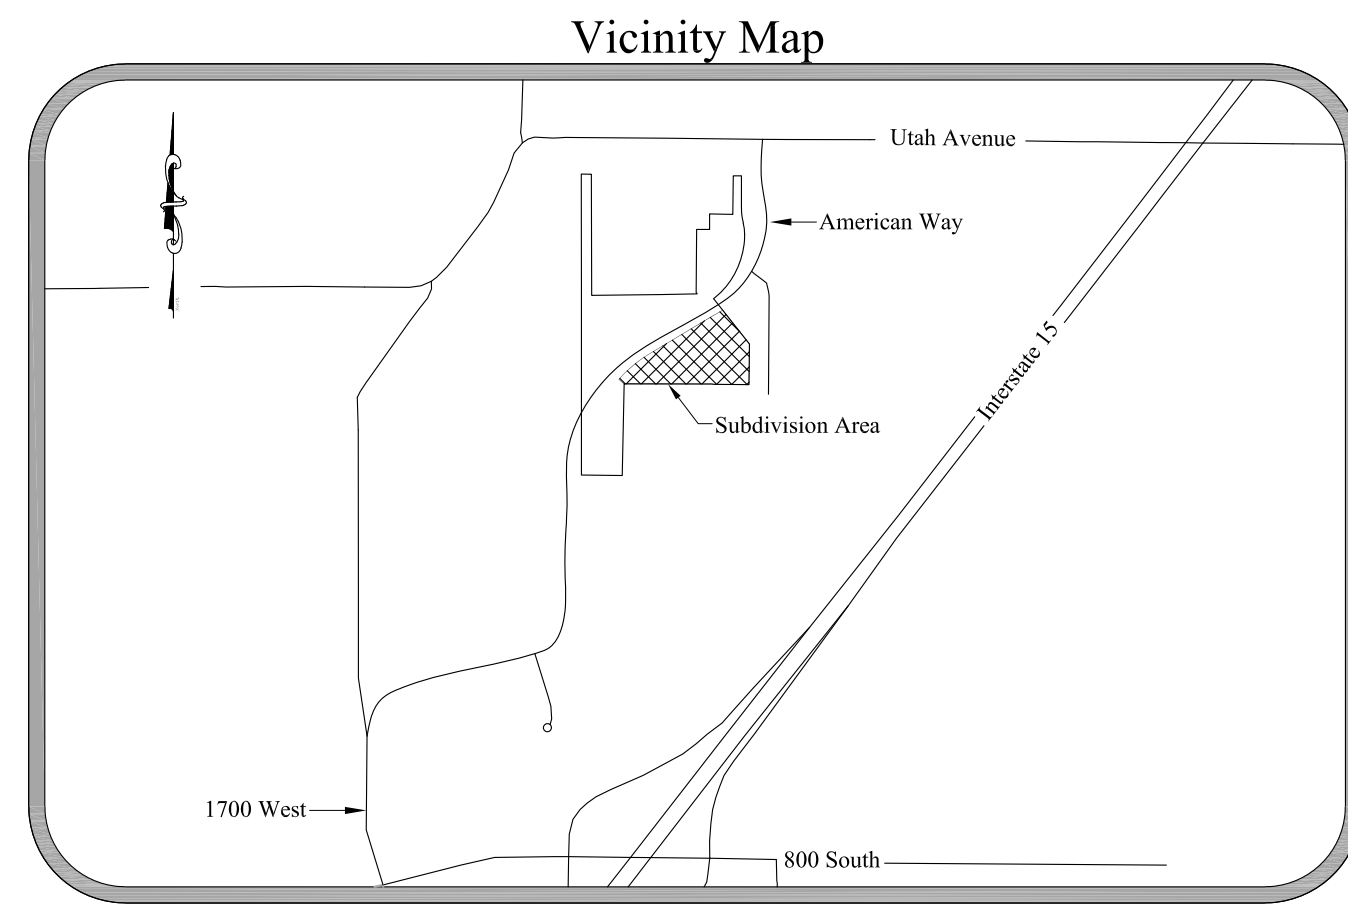 Vicinity Map
Utah Avenue
American Way
Interstate 15
Subdivision Area
1700 West
800 South